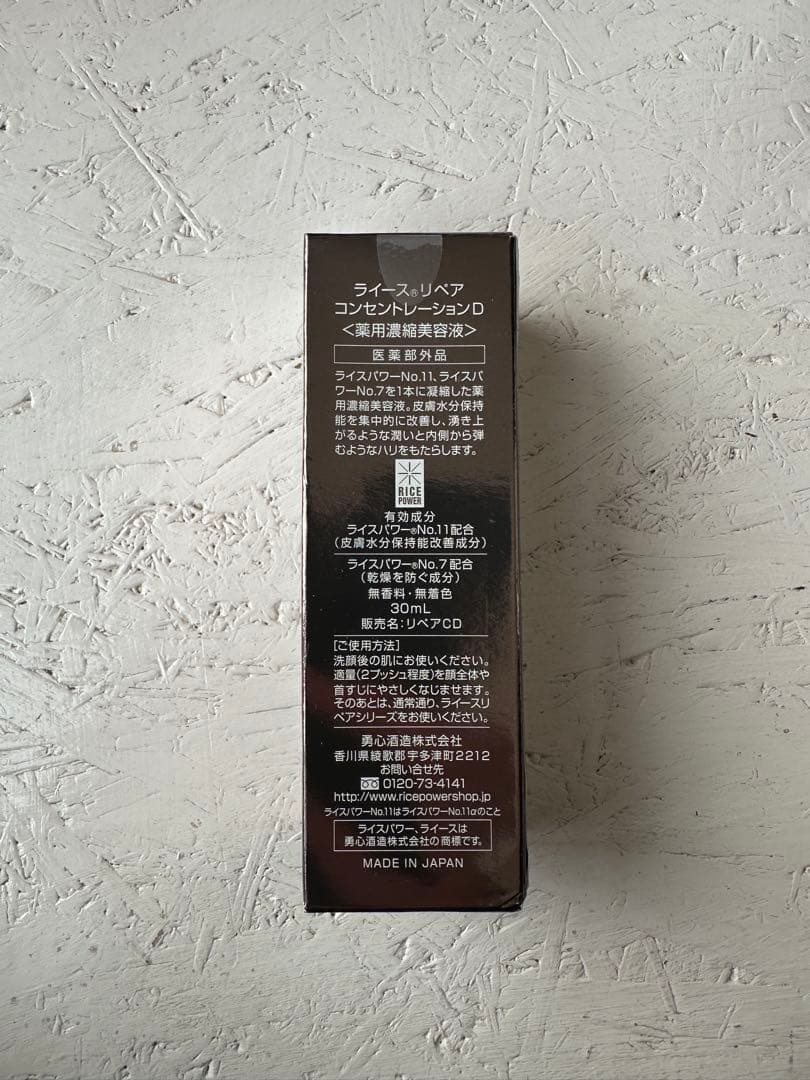 ライース®リペア
コンセントレーションD
＜薬用濃縮美容液＞
医薬部外品
ライスパワーNo.11、ライスパ
ワーNo.7を1本に凝縮した薬
用濃縮美容液。皮膚水分保持
能を集中的に改善し、湧き上
がるような潤いと内側から弾
むようなハリをもたらします。
RICE
POWER
有効成分
ライスパワー®No.11配合
（皮膚水分保持能改善成分）
ライスパワー®No.7配合
（乾燥を防ぐ成分）
無香料・無着色
30mL
販売名：リペアCD
［ご使用方法］
洗顔後の肌にお使いください。
適量（2プッシュ程度）を顔全体や
首すじにやさしくなじませます。
そのあとは、通常通り、ライースリ
ペアシリーズをお使いください。
勇心酒造株式会社
香川県綾歌郡宇多津町2212
お問い合せ先
0120-73-4141
http://www.ricepowershop.jp
ライスパワーNo.11はライスパワーNo.11αのこと
ライスパワー、ライースは
勇心酒造株式会社の商標です。
MADE IN JAPAN